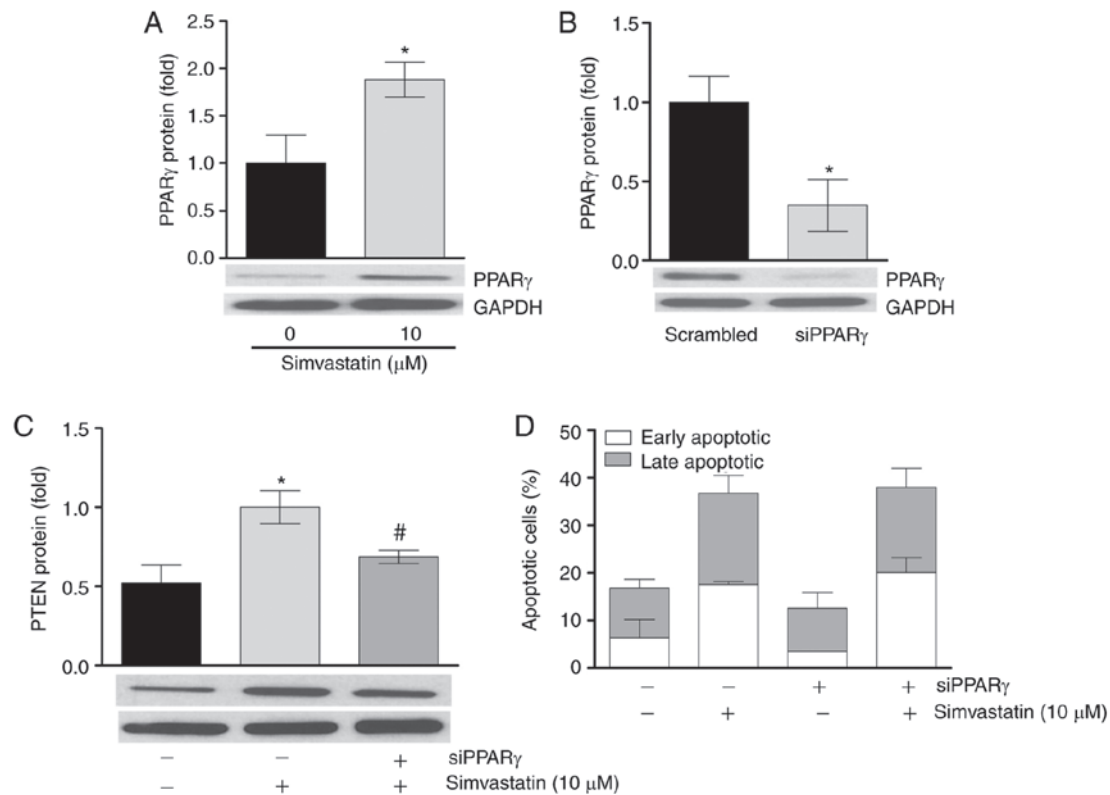 A
PPARγ protein (fold)
2.5
2.0
1.5
1.0
0.5
0.0
*
PPARγ
GAPDH
0 10
Simvastatin (μM)
B
PPARγ protein (fold)
1.5
1.0
0.5
0.0
*
PPARγ
GAPDH
Scrambled siPPARγ
C
PTEN protein (fold)
1.5
1.0
0.5
0.0
*
#
− − + siPPARγ
− + + Simvastatin (10 μM)
D
Apoptotic cells (%)
50
40
30
20
10
0
Early apoptotic
Late apoptotic
− − + + siPPARγ
− + − + Simvastatin (10 μM)